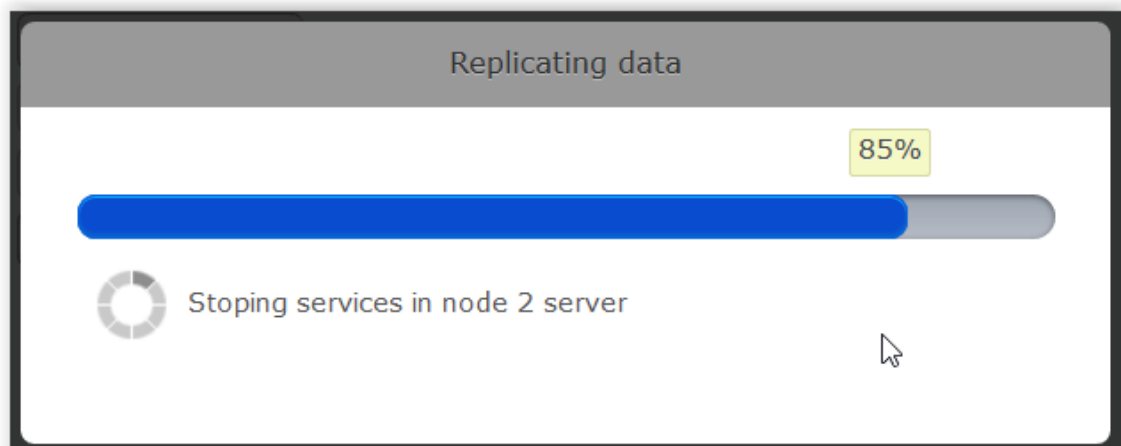 Replicating data
85%
Stoping services in node 2 server